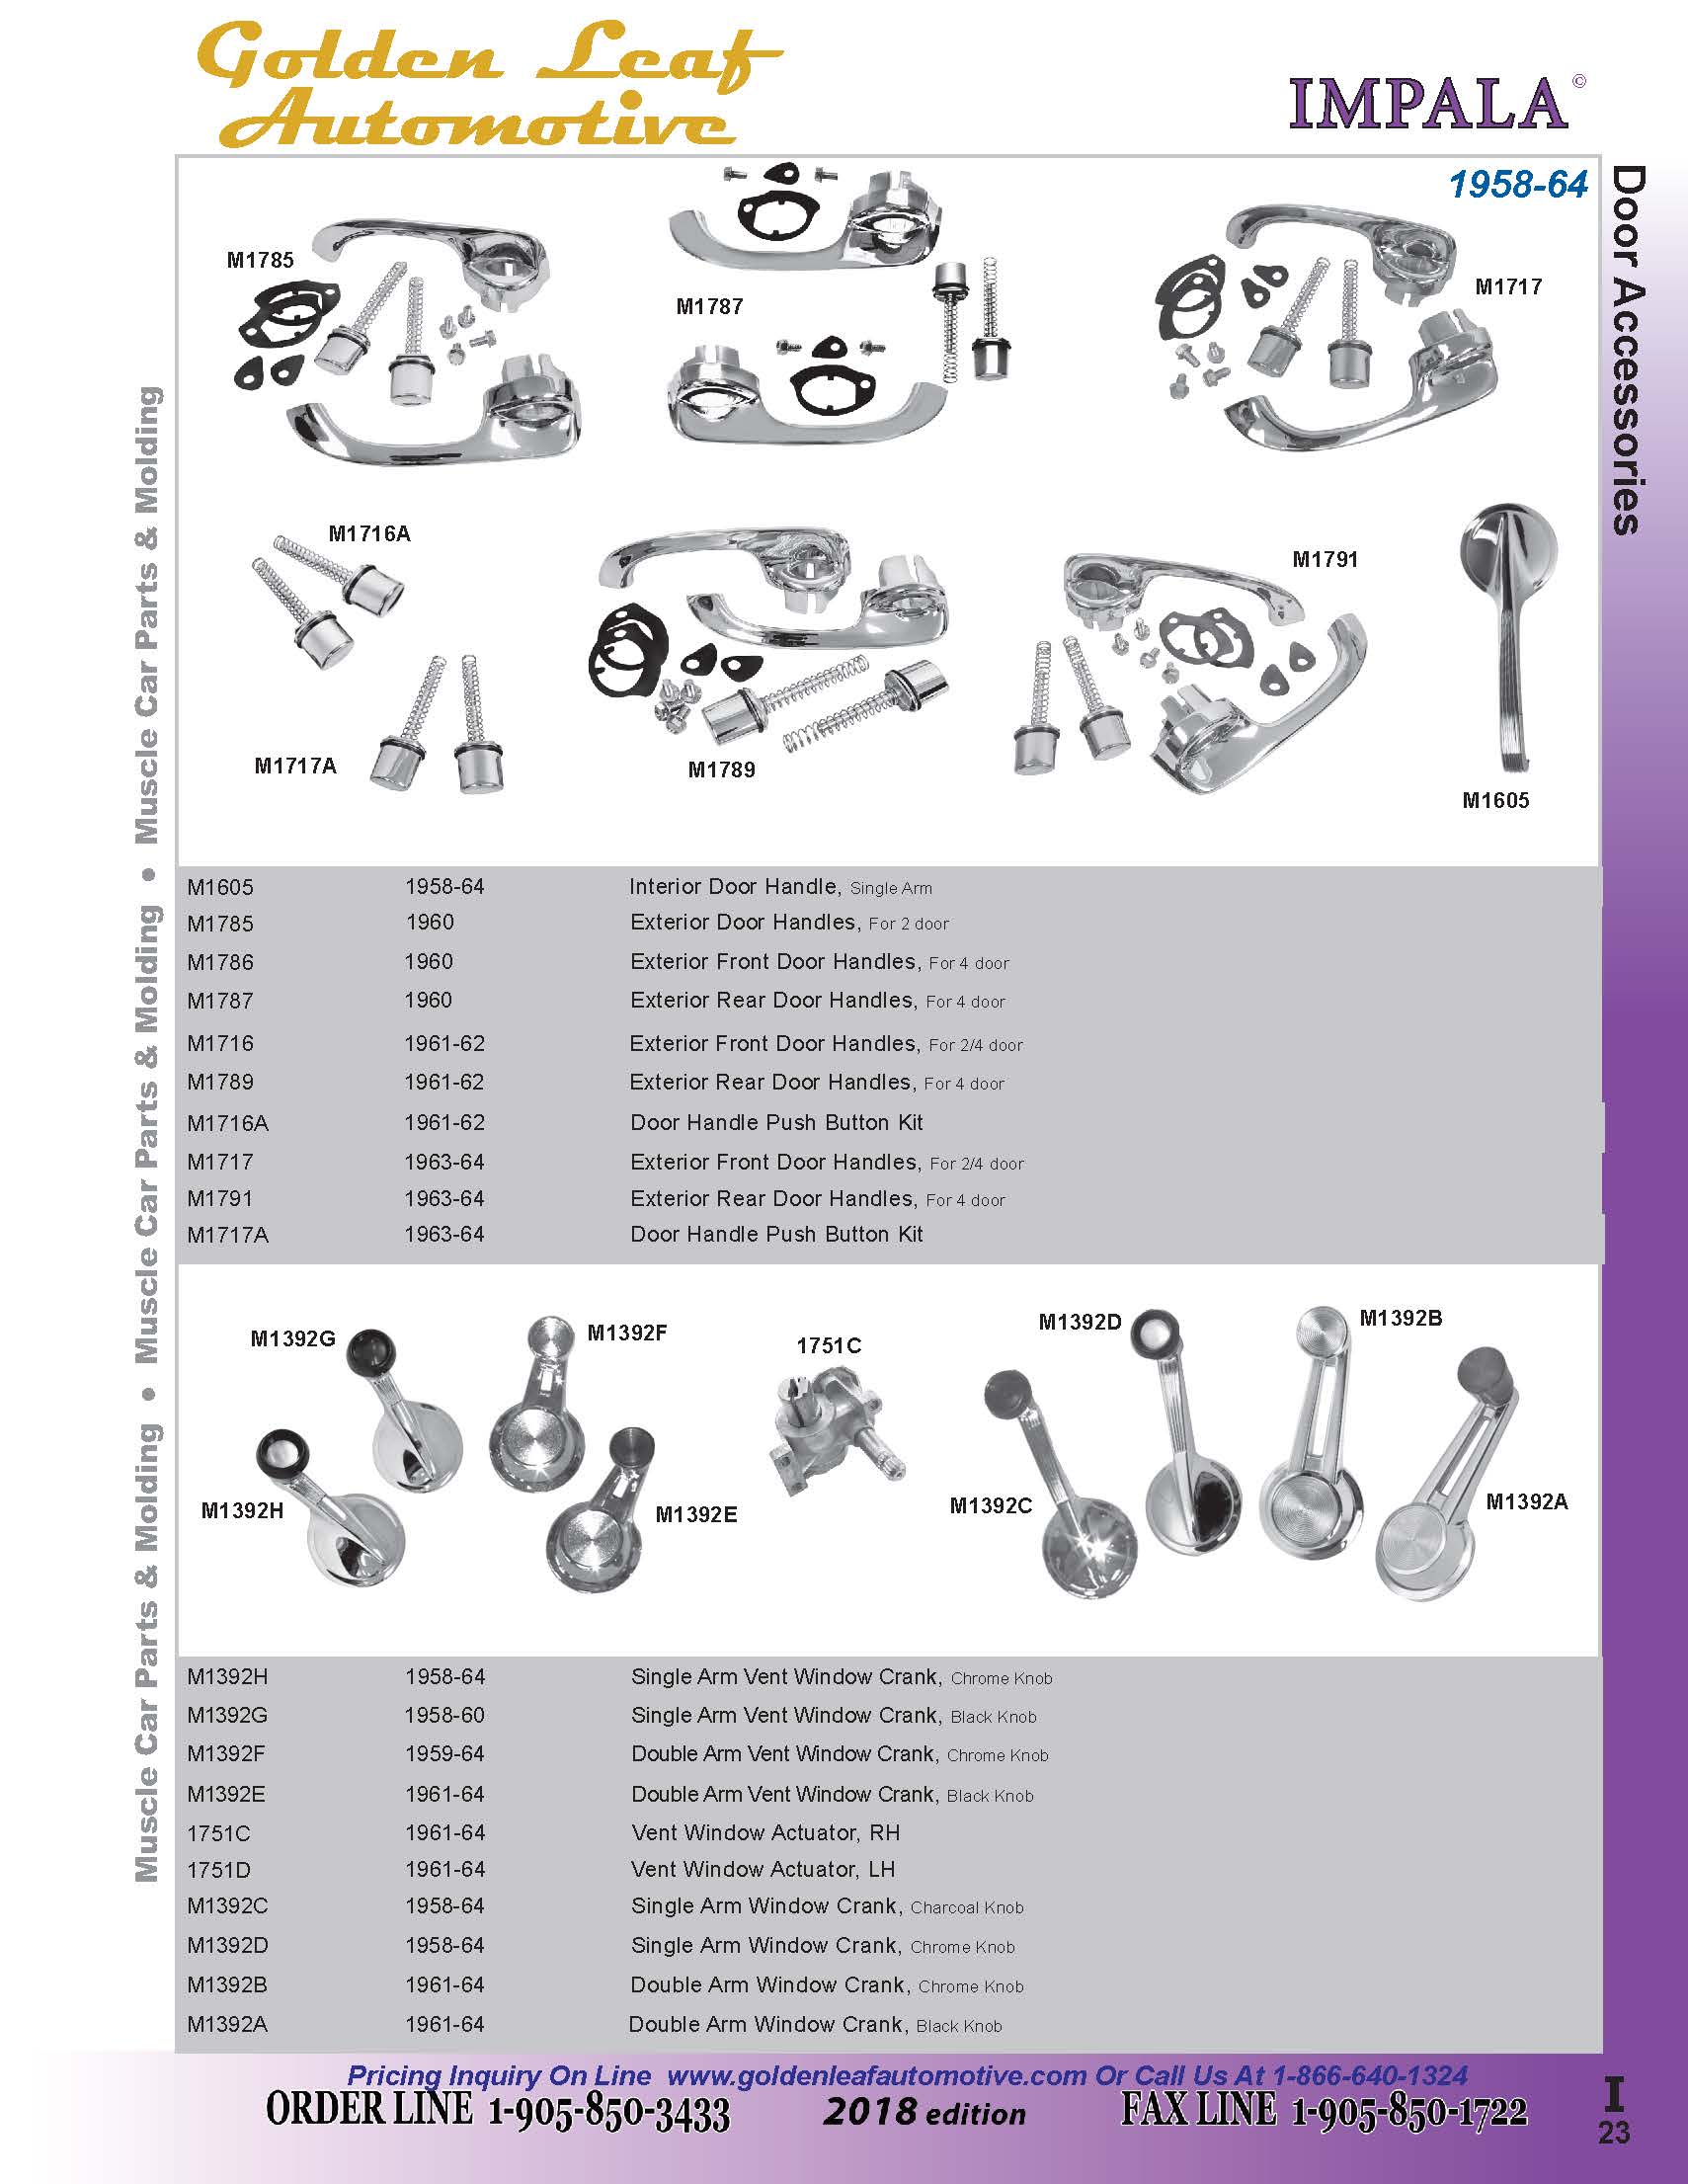 Golden Leaf
Automotive
IMPALA©
1958-64
Door Accessories
Muscle Car Parts & Molding • Muscle Car Parts & Molding • Muscle Car Parts & Molding
M1785
M1787
M1717
M1716A
M1791
M1717A
M1789
M1605
M1605 1958-64 Interior Door Handle, Single Arm
M1785 1960 Exterior Door Handles, For 2 door
M1786 1960 Exterior Front Door Handles, For 4 door
M1787 1960 Exterior Rear Door Handles, For 4 door
M1716 1961-62 Exterior Front Door Handles, For 2/4 door
M1789 1961-62 Exterior Rear Door Handles, For 4 door
M1716A 1961-62 Door Handle Push Button Kit
M1717 1963-64 Exterior Front Door Handles, For 2/4 door
M1791 1963-64 Exterior Rear Door Handles, For 4 door
M1717A 1963-64 Door Handle Push Button Kit
M1392G
M1392F
1751C
M1392D
M1392B
M1392H
M1392E
M1392C
M1392A
M1392H 1958-64 Single Arm Vent Window Crank, Chrome Knob
M1392G 1958-60 Single Arm Vent Window Crank, Black Knob
M1392F 1959-64 Double Arm Vent Window Crank, Chrome Knob
M1392E 1961-64 Double Arm Vent Window Crank, Black Knob
1751C 1961-64 Vent Window Actuator, RH
1751D 1961-64 Vent Window Actuator, LH
M1392C 1958-64 Single Arm Window Crank, Charcoal Knob
M1392D 1958-64 Single Arm Window Crank, Chrome Knob
M1392B 1961-64 Double Arm Window Crank, Chrome Knob
M1392A 1961-64 Double Arm Window Crank, Black Knob
Pricing Inquiry On Line www.goldenleafautomotive.com Or Call Us At 1-866-640-1324
ORDER LINE 1-905-850-3433 2018 edition FAX LINE 1-905-850-1722
I
23